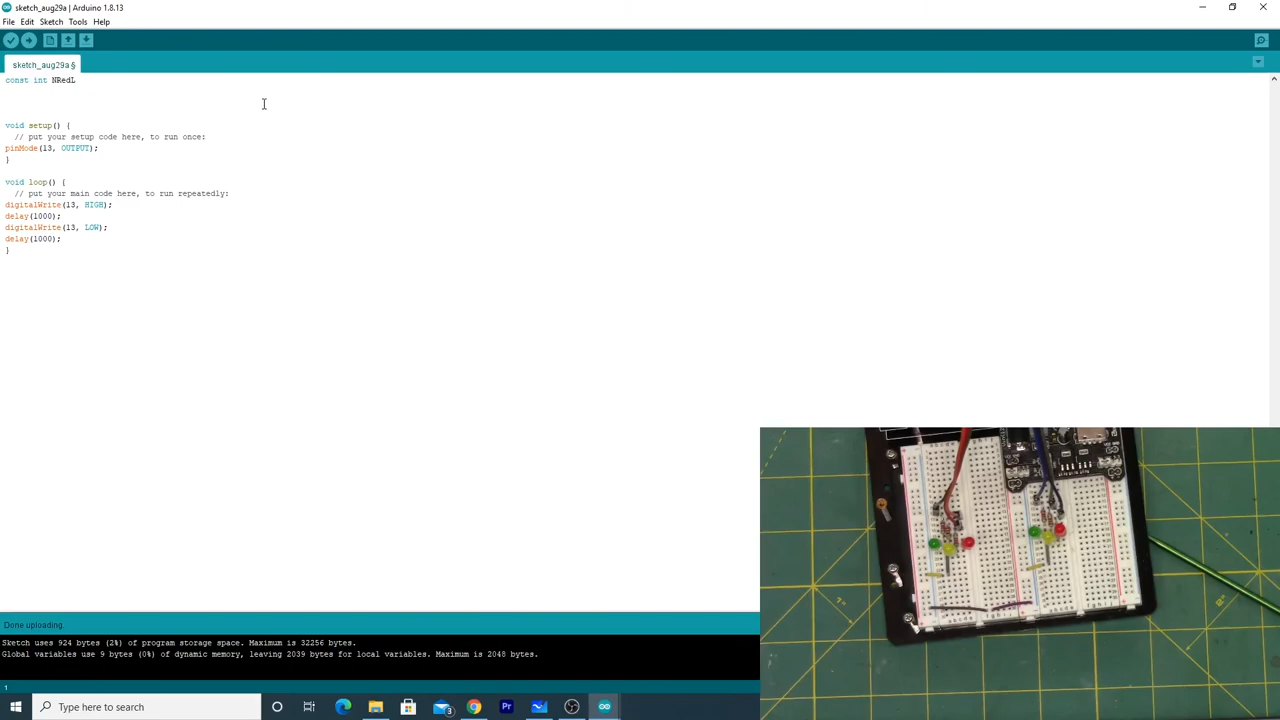 sketch_aug29a | Arduino 1.8.13
File Edit Sketch Tools Help
sketch_aug29a §
const int NRedL
void setup() {
// put your setup code here, to run once:
pinMode(13, OUTPUT);
}
void loop() {
// put your main code here, to run repeatedly:
digitalWrite(13, HIGH);
delay(1000);
digitalWrite(13, LOW);
delay(1000);
}
Done uploading.
Sketch uses 924 bytes (2%) of program storage space. Maximum is 32256 bytes.
Global variables use 9 bytes (0%) of dynamic memory, leaving 2039 bytes for local variables. Maximum is 2048 bytes.
1
Type here to search
3
Pr